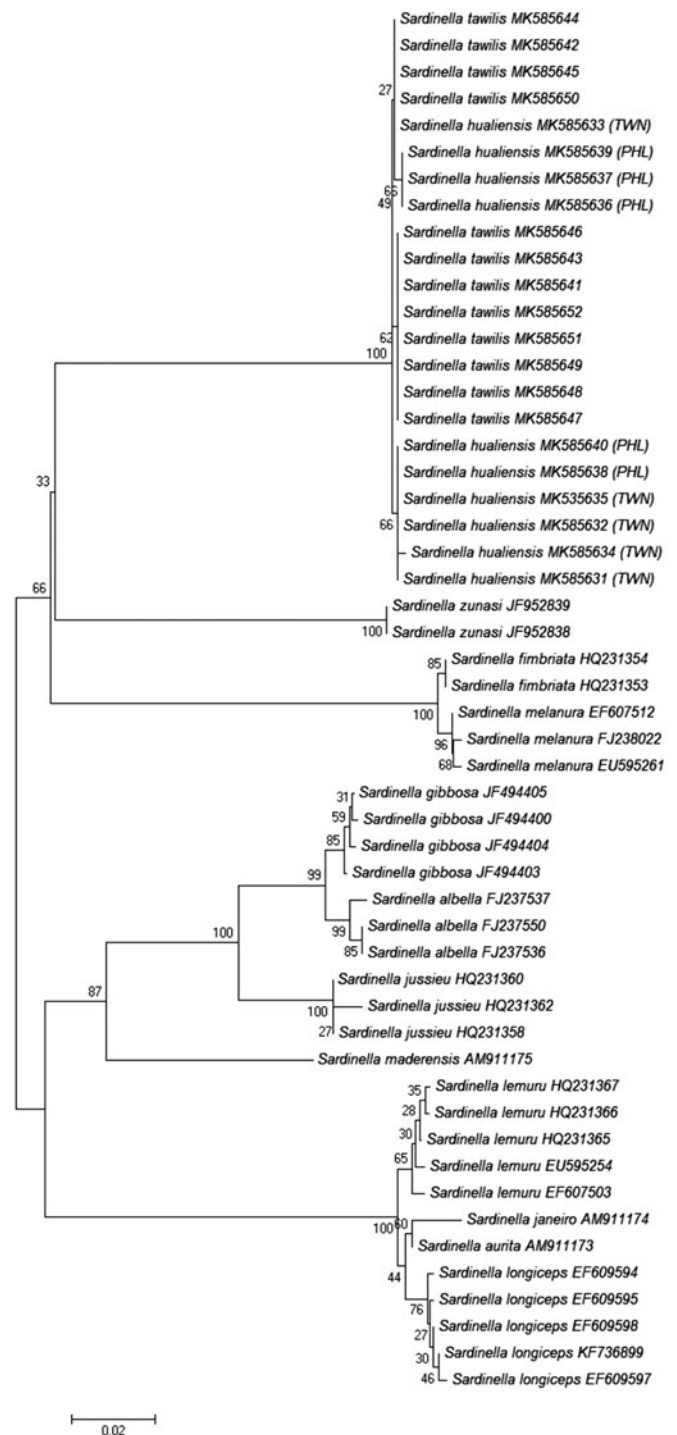 Sardinella tawilis MK585644
Sardinella tawilis MK585642
Sardinella tawilis MK585645
27
Sardinella tawilis MK585650
Sardinella hualiensis MK585633 (TWN)
Sardinella hualiensis MK585639 (PHL)
Sardinella hualiensis MK585637 (PHL)
66
49
Sardinella hualiensis MK585636 (PHL)
Sardinella tawilis MK585646
Sardinella tawilis MK585643
Sardinella tawilis MK585641
Sardinella tawilis MK585652
62
Sardinella tawilis MK585651
100
Sardinella tawilis MK585649
Sardinella tawilis MK585648
Sardinella tawilis MK585647
Sardinella hualiensis MK585640 (PHL)
Sardinella hualiensis MK585638 (PHL)
33
Sardinella hualiensis MK535635 (TWN)
66
Sardinella hualiensis MK585632 (TWN)
Sardinella hualiensis MK585634 (TWN)
Sardinella hualiensis MK585631 (TWN)
66
Sardinella zunasi JF952839
100
Sardinella zunasi JF952838
85
Sardinella fimbriata HQ231354
Sardinella fimbriata HQ231353
100
Sardinella melanura EF607512
96
Sardinella melanura FJ238022
68
Sardinella melanura EU595261
31
Sardinella gibbosa JF494405
59
Sardinella gibbosa JF494400
85
Sardinella gibbosa JF494404
99
Sardinella gibbosa JF494403
Sardinella albella FJ237537
99
Sardinella albella FJ237550
100
85
Sardinella albella FJ237536
Sardinella jussieu HQ231360
87
100
Sardinella jussieu HQ231362
27
Sardinella jussieu HQ231358
Sardinella maderensis AM911175
35
Sardinella lemuru HQ231367
28
Sardinella lemuru HQ231366
30
Sardinella lemuru HQ231365
65
Sardinella lemuru EU595254
Sardinella lemuru EF607503
100
60
Sardinella janeiro AM911174
Sardinella aurita AM911173
44
Sardinella longiceps EF609594
76
Sardinella longiceps EF609595
27
Sardinella longiceps EF609598
30
Sardinella longiceps KF736899
46
Sardinella longiceps EF609597
0.02